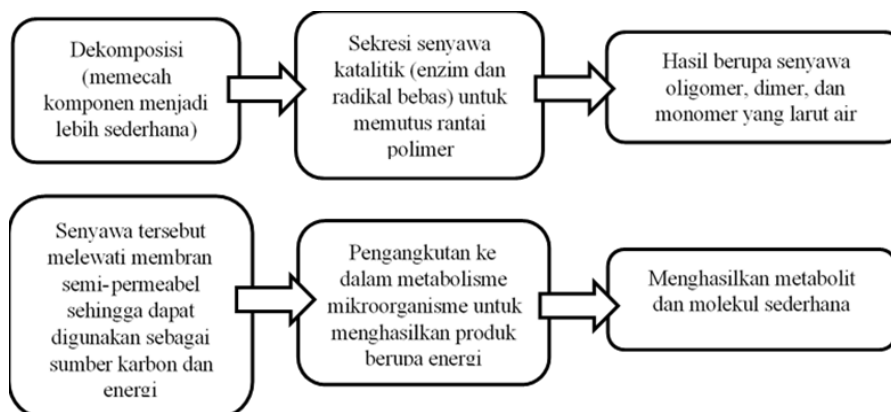 Dekomposisi
(memecah
komponen menjadi
lebih sederhana)
Sekresi senyawa
katalitik (enzim dan
radikal bebas) untuk
memutus rantai
polimer
Hasil berupa senyawa
oligomer, dimer, dan
monomer yang larut air
Senyawa tersebut
melewati membran
semi-permeabel
sehingga dapat
digunakan sebagai
sumber karbon dan
energi
Pengangkutan ke
dalam metabolisme
mikroorganisme untuk
menghasilkan produk
berupa energi
Menghasilkan metabolit
dan molekul sederhana